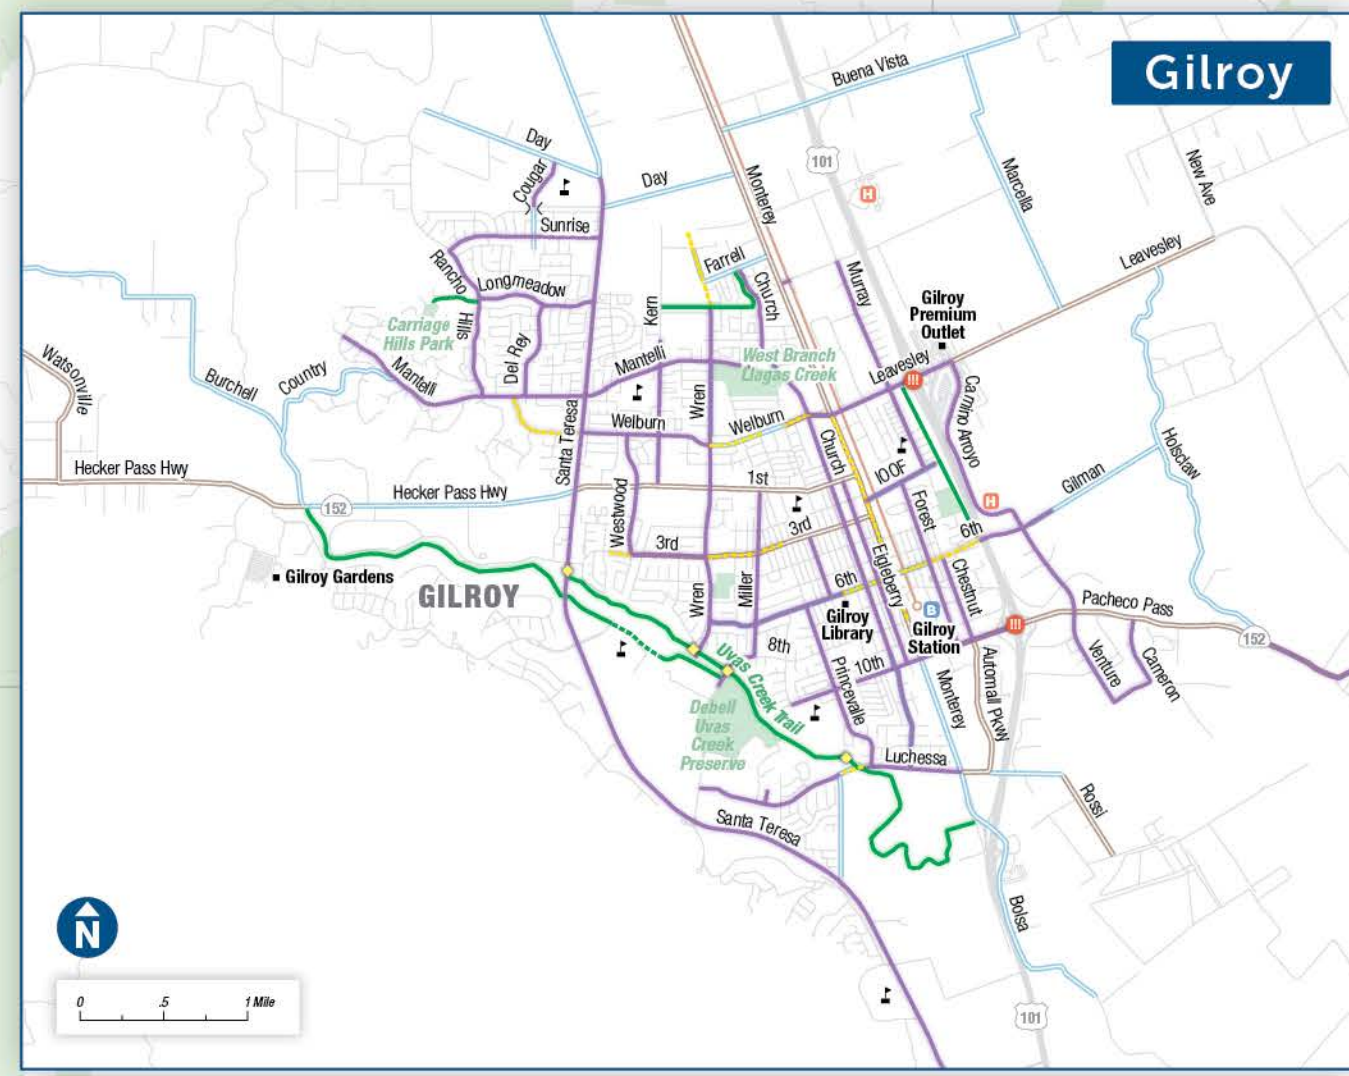 Gilroy
Buena Vista
Day
Cougar
Day
Monterey
101
H
Marcella
New Ave
Sunrise
Rancho
Hills
Longmeadow
Farrell
Church
Murray
Leavesley
Gilroy
Premium
Outlet
Kern
Carriage
Hills Park
Del Rey
Mantelli
West Branch
Llagas Creek
Leavesley
Watsonville
Burchell
Country
Mantelli
Santa Teresa
Wren
Welburn
Welburn
Church
Camino Arroyo
IOOF
Holsclaw
Hecker Pass Hwy
Hecker Pass Hwy
152
1st
Gilman
H
Westwood
3rd
3rd
Forest
6th
Eigleberry
Gilroy Gardens
GILROY
Wren
Miller
6th
Chestnut
Pacheco Pass
152
Gilroy
Library
B
Gilroy
Station
8th
10th
Uvas Creek Trail
Princevalle
Monterey
Automall Pkwy
Venture
Cameron
Debell
Uvas
Creek
Preserve
Luchessa
Rossi
Santa Teresa
Bolsa
N
0 .5 1 Mile
101